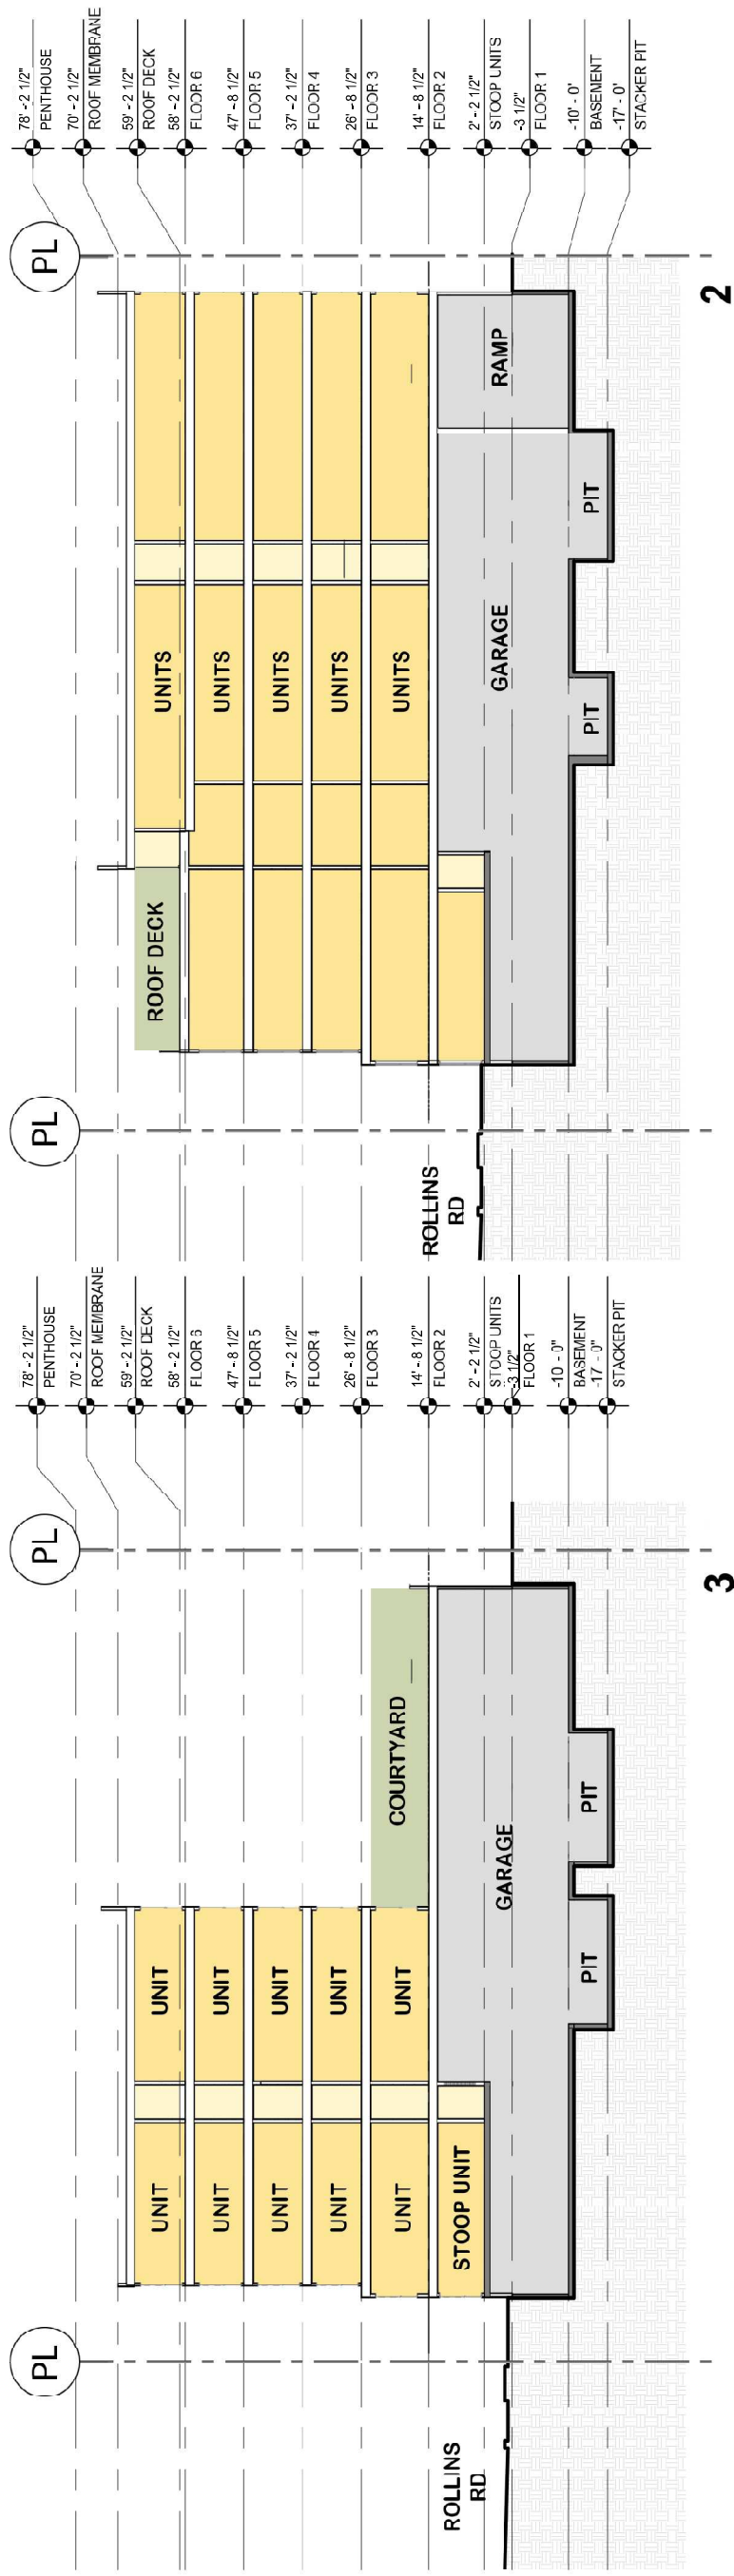 PL
PL
78' - 2 1/2"
PENTHOUSE
70' - 2 1/2"
ROOF MEMBRANE
59' - 2 1/2"
ROOF DECK
58' - 2 1/2"
FLOOR 6
47' - 8 1/2"
FLOOR 5
37' - 2 1/2"
FLOOR 4
26' - 8 1/2"
FLOOR 3
14' - 8 1/2"
FLOOR 2
2' - 2 1/2"
STOOP UNITS
-3 1/2"
FLOOR 1
-10 - 0"
BASEMENT
-17 - 0"
STACKER PIT
UNIT
UNIT
UNIT
UNIT
UNIT
UNIT
UNIT
UNIT
UNIT
UNIT
COURTYARD
STOOP UNIT
ROLLINS
RD
GARAGE
PIT
PIT
3
PL
PL
78' - 2 1/2"
PENTHOUSE
70' - 2 1/2"
ROOF MEMBRANE
59' - 2 1/2"
ROOF DECK
58' - 2 1/2"
FLOOR 6
47' - 8 1/2"
FLOOR 5
37' - 2 1/2"
FLOOR 4
26' - 8 1/2"
FLOOR 3
14' - 8 1/2"
FLOOR 2
2' - 2 1/2"
STOOP UNITS
-3 1/2"
FLOOR 1
-10' - 0'
BASEMENT
-17' - 0'
STACKER PIT
ROOF DECK
UNITS
UNITS
UNITS
UNITS
UNITS
ROLLINS
RD
GARAGE
RAMP
PIT
PIT
2